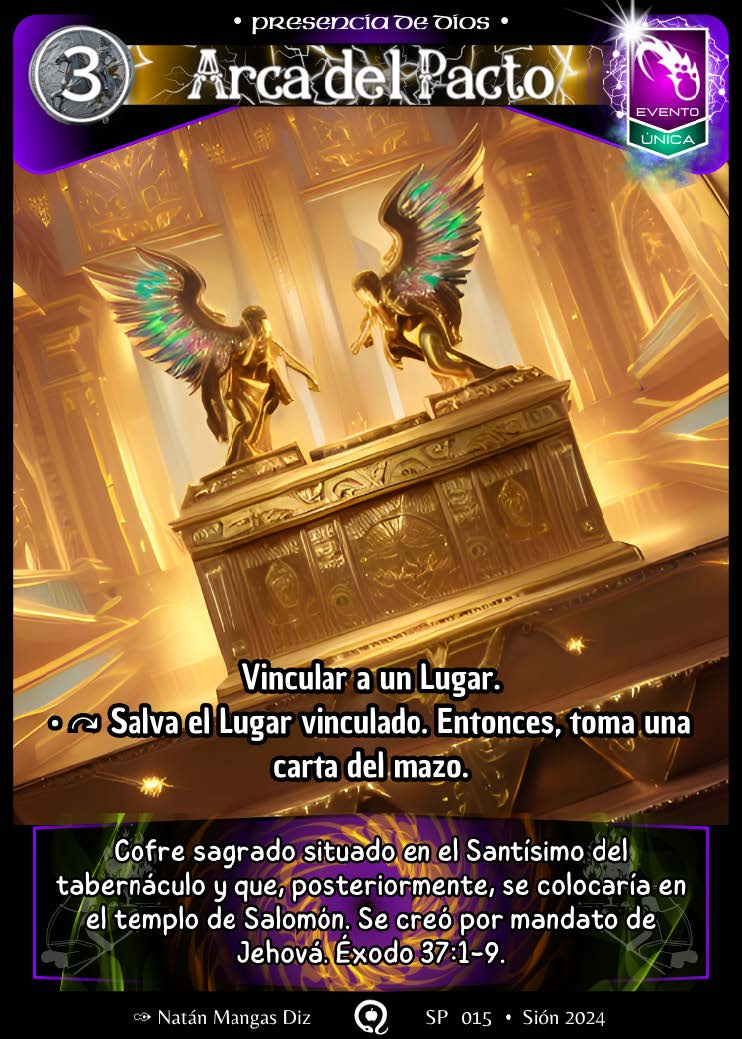 • presencia de dios •
3
Arca del Pacto
EVENTO
ÚNICA
Vincular a un Lugar.
• Salva el Lugar vinculado. Entonces, toma una
carta del mazo.
Cofre sagrado situado en el Santísimo del
tabernáculo y que, posteriormente, se colocaría en
el templo de Salomón. Se creó por mandato de
Jehová. Éxodo 37:1-9.
Natán Mangas Diz SP 015 • Sión 2024